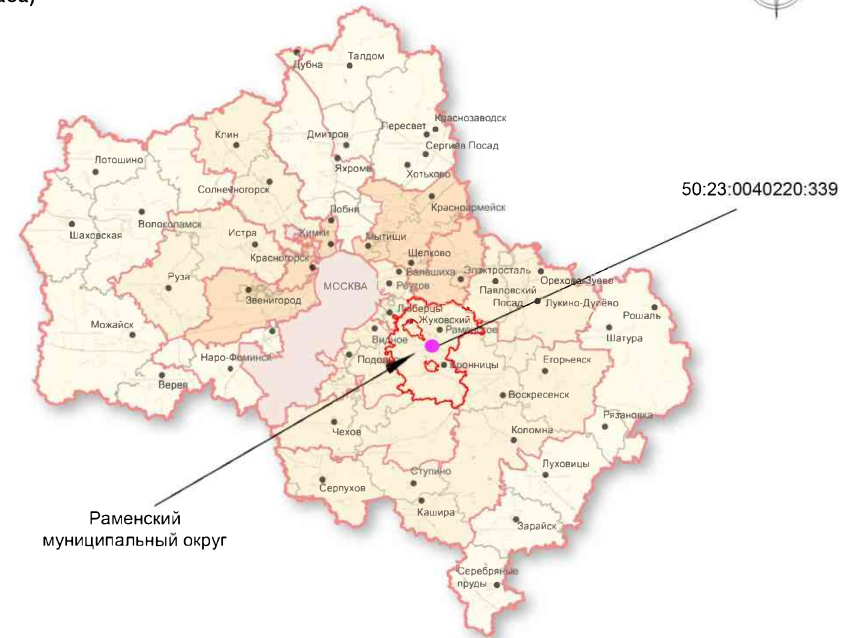 Талдом
Дубна
Краснозаводск
Пересвет
Клин
Дмитров
Сергиев Посад
Лотошино
Яхрома
Хотьково
50:23:0040220:339
Солнечногорск
Красноармейск
Лобня
Волоколамск
Шаховская
Истра
Химки
Мытищи
Красногорск
Щелково
Балашиха
Электросталь
Орехово-Зуево
Руза
МОССКВА
Реутов
Павловский
Посад
Звенигород
Лукино-Дулёво
Люберцы
Рошаль
Жуковский
Раменское
Можайск
Видное
Шатура
Наро-Фоминск
Подольск
Егорьевск
Бронницы
Верея
Воскресенск
Рязановка
Чехов
Коломна
Луховицы
Ступино
Серпухов
Кашира
Раменский
муниципальный округ
Зарайск
Серебряные
пруды